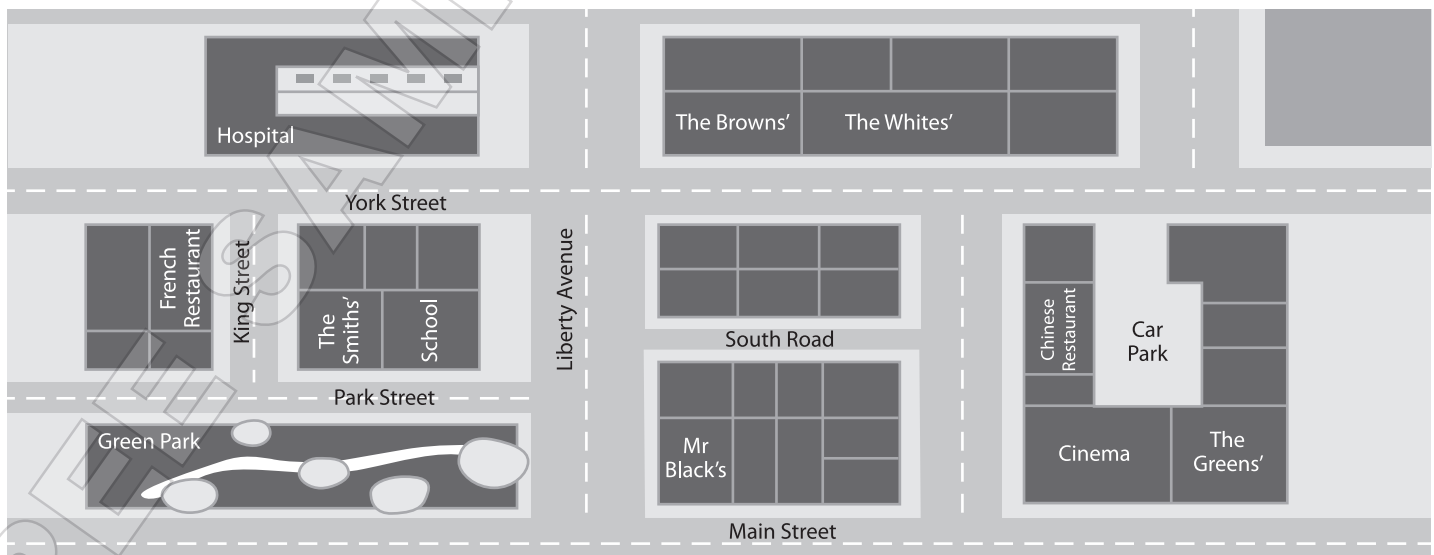 Hospital
The Browns’
The Whites’
York Street
French
Restaurant
King Street
The
Smiths’
School
Liberty Avenue
South Road
Chinese
Restaurant
Car
Park
Park Street
Green Park
Mr
Black’s
Cinema
The
Greens’
Main Street